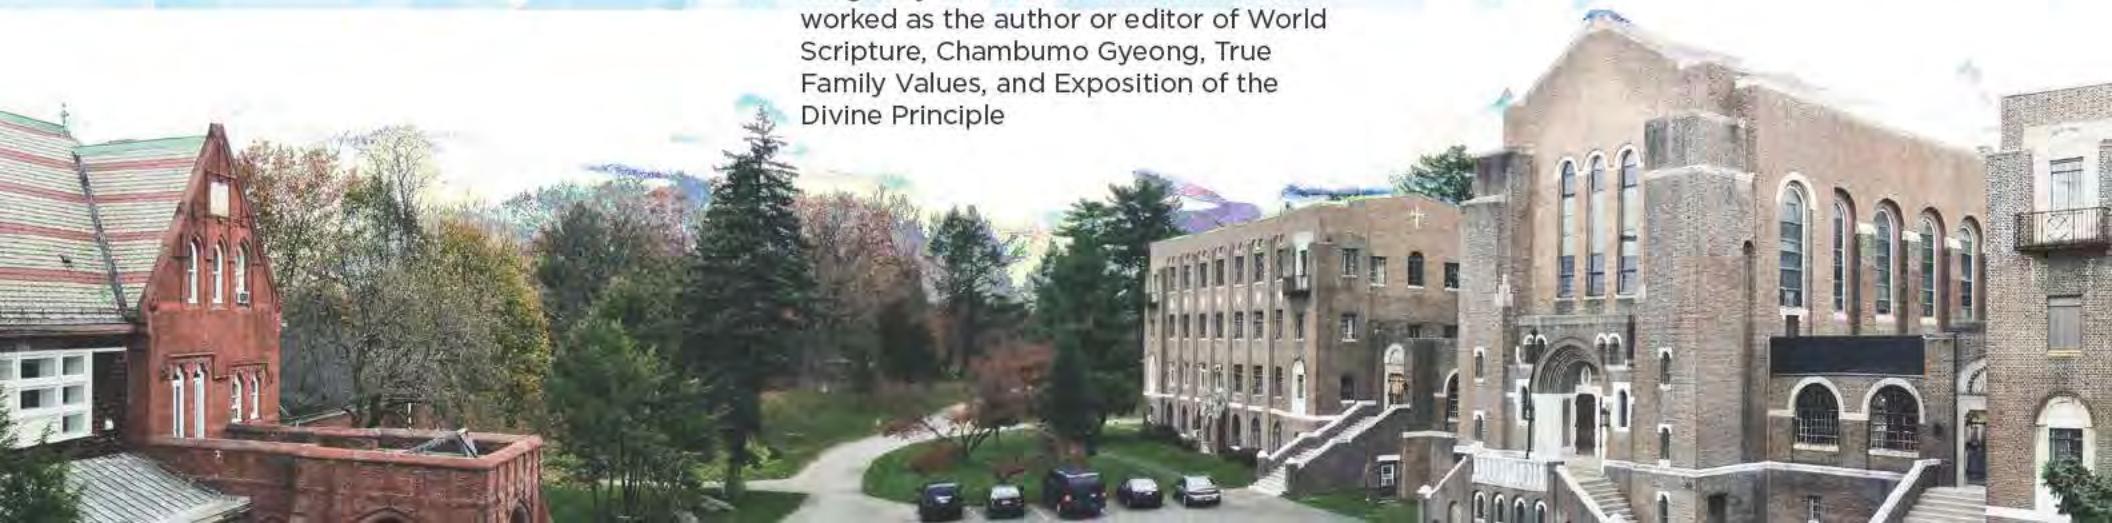 worked as the author or editor of World
Scripture, Chambumo Gyeong, True
Family Values, and Exposition of the
Divine Principle